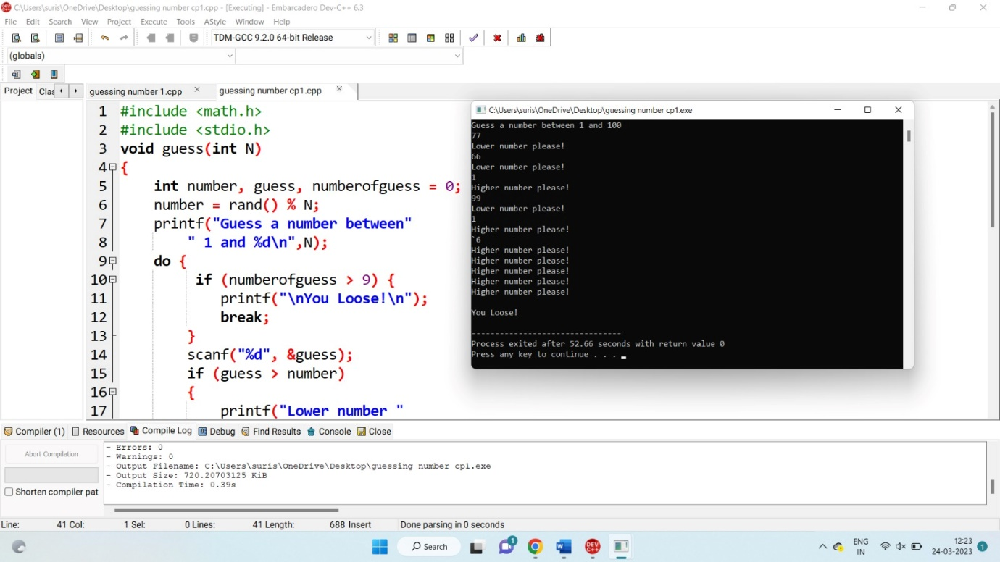 C:\Users\suris\OneDrive\Desktop\guessing number cp1.cpp - [Executing] - Embarcadero Dev-C++ 6.3
File Edit Search View Project Execute Tools AStyle Window Help
TDM-GCC 9.2.0 64-bit Release
(globals)
Project Clas guessing number 1.cpp guessing number cp1.cpp
1 #include <math.h>
2 #include <stdio.h>
3 void guess(int N)
4 {
5 int number, guess, numberofguess = 0;
6 number = rand() % N;
7 printf("Guess a number between"
8 " 1 and %d\n",N);
9 do {
10 if (numberofguess > 9) {
11 printf("\nYou Loose!\n");
12 break;
13 }
14 scanf("%d", &guess);
15 if (guess > number)
16 {
17 printf("Lower number "
C:\Users\suris\OneDrive\Desktop\guessing number cp1.exe
Guess a number between 1 and 100
77
Lower number please!
66
Lower number please!
1
Higher number please!
99
Lower number please!
1
Higher number please!
`6
Higher number please!
Higher number please!
Higher number please!
Higher number please!
Higher number please!
You Loose!
--------------------------------
Process exited after 52.66 seconds with return value 0
Press any key to continue . . .
Compiler (1) Resources Compile Log Debug Find Results Console Close
Abort Compilation
Shorten compiler pat
- Errors: 0
- Warnings: 0
- Output Filename: C:\Users\suris\OneDrive\Desktop\guessing number cp1.exe
- Output Size: 720.20703125 KiB
- Compilation Time: 0.39s
Line: 41 Col: 1 Sel: 0 Lines: 41 Length: 688 Insert Done parsing in 0 seconds
Search
1
DEV C++
ENG
IN
12:23
24-03-2023
1